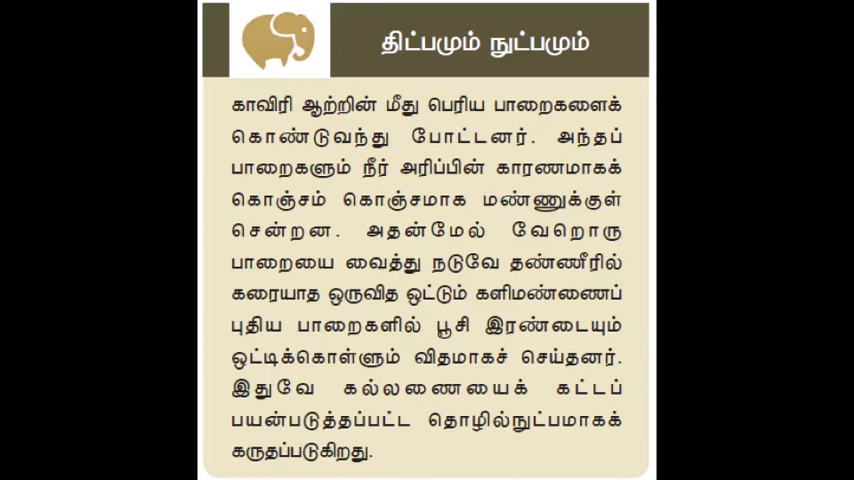 திட்பமும் நுட்பமும்
காவிரி ஆற்றின் மீது பெரிய பாறைகளைக்
கொண்டுவந்து போட்டனர். அந்தப்
பாறைகளும் நீர் அரிப்பின் காரணமாகக்
கொஞ்சம் கொஞ்சமாக மண்ணுக்குள்
சென்றன. அதன்மேல் வேறொரு
பாறையை வைத்து நடுவே தண்ணீரில்
கரையாத ஒருவித ஒட்டும் களிமண்ணைப்
புதிய பாறைகளில் பூசி இரண்டையும்
ஒட்டிக்கொள்ளும் விதமாகச் செய்தனர்.
இதுவே கல்லணையைக் கட்டப்
பயன்படுத்தப்பட்ட தொழில்நுட்பமாகக்
கருதப்படுகிறது.